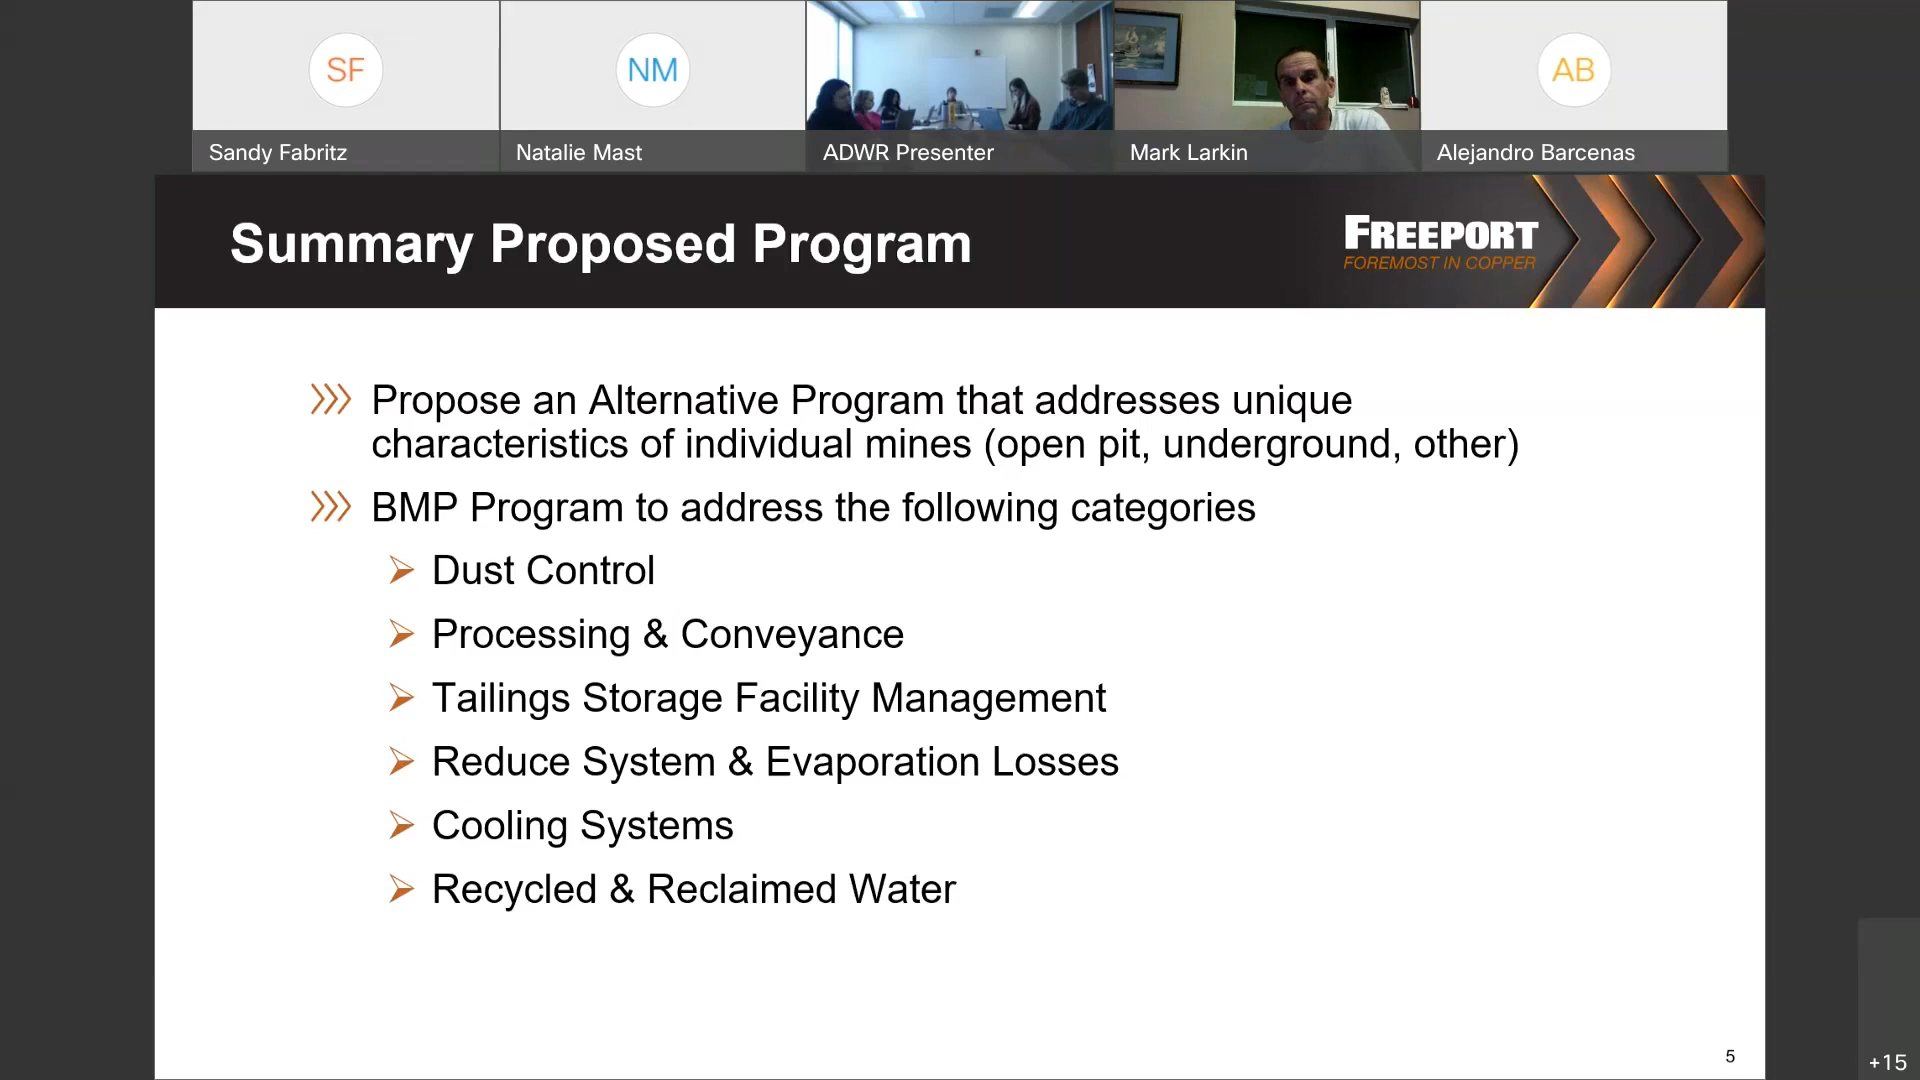 SF
NM
AB
Sandy Fabritz
Natalie Mast
ADWR Presenter
Mark Larkin
Alejandro Barcenas
Summary Proposed Program
FREEPORT
FOREMOST IN COPPER
Propose an Alternative Program that addresses unique
characteristics of individual mines (open pit, underground, other)
BMP Program to address the following categories
Dust Control
Processing & Conveyance
Tailings Storage Facility Management
Reduce System & Evaporation Losses
Cooling Systems
Recycled & Reclaimed Water
5
+15